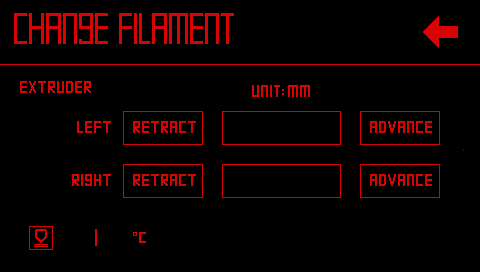 CHANGE FILAMENT
EXTRUDER UNIT:MM
LEFT RETRACT ADVANCE
RIGHT RETRACT ADVANCE
| °C